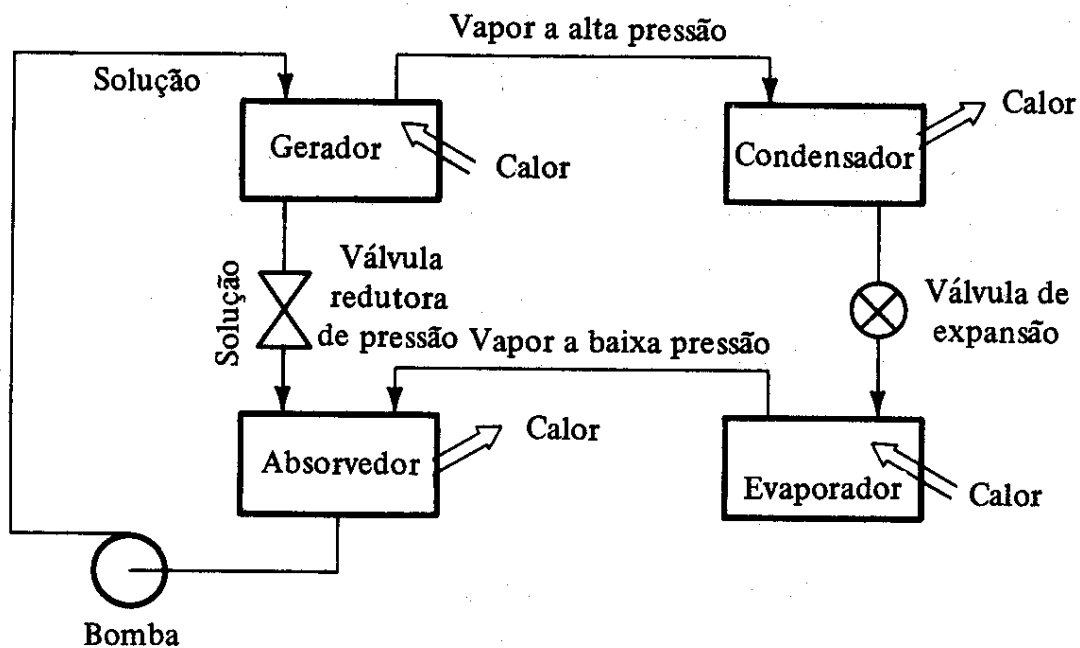 Vapor a alta pressão
Solução
Calor
Gerador
Calor
Condensador
Solução
Válvula
redutora
de pressão
Válvula de
expansão
Vapor a baixa pressão
Calor
Absorvedor
Evaporador
Calor
Bomba